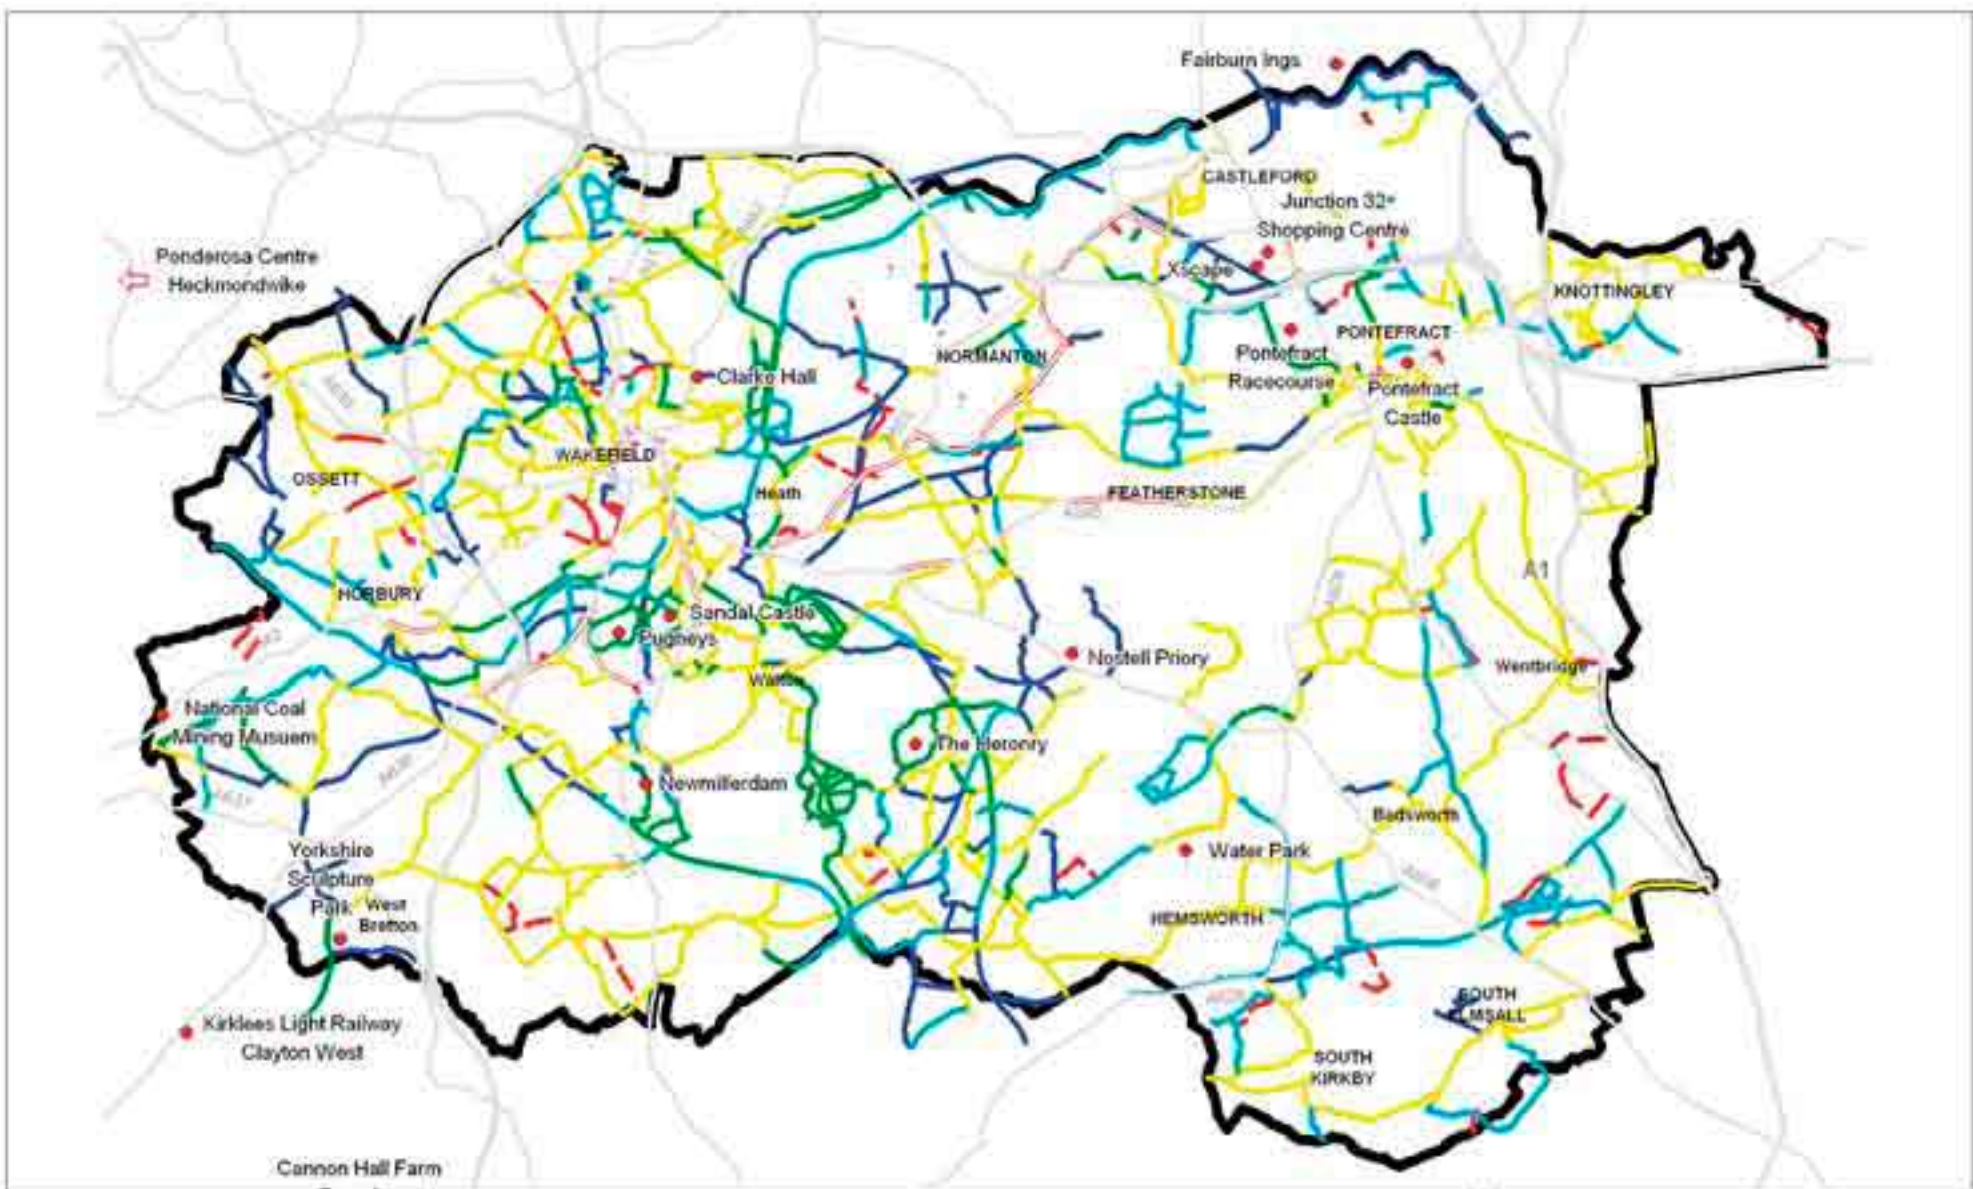 Fairburn Ings
CASTLEFORD
Junction 32
Shopping Centre
Xscape
Ponderosa Centre
Heckmondwike
KNOTTINGLEY
PONTEFRACT
NORMANTON
Pontefract
Racecourse
Clarke Hall
Pontefract
Castle
WAKEFIELD
OSSETT
Heath
FEATHERSTONE
A1
HORBURY
Sandal Castle
Pugneys
Nostell Priory
Wentbridge
Walton
National Coal
Mining Musuem
The Heronry
Newmillerdam
Badsworth
Yorkshire
Sculpture
Park
West
Bretton
Water Park
HEMSWORTH
SOUTH
ELMSALL
Kirklees Light Railway
Clayton West
SOUTH
KIRKBY
Cannon Hall Farm